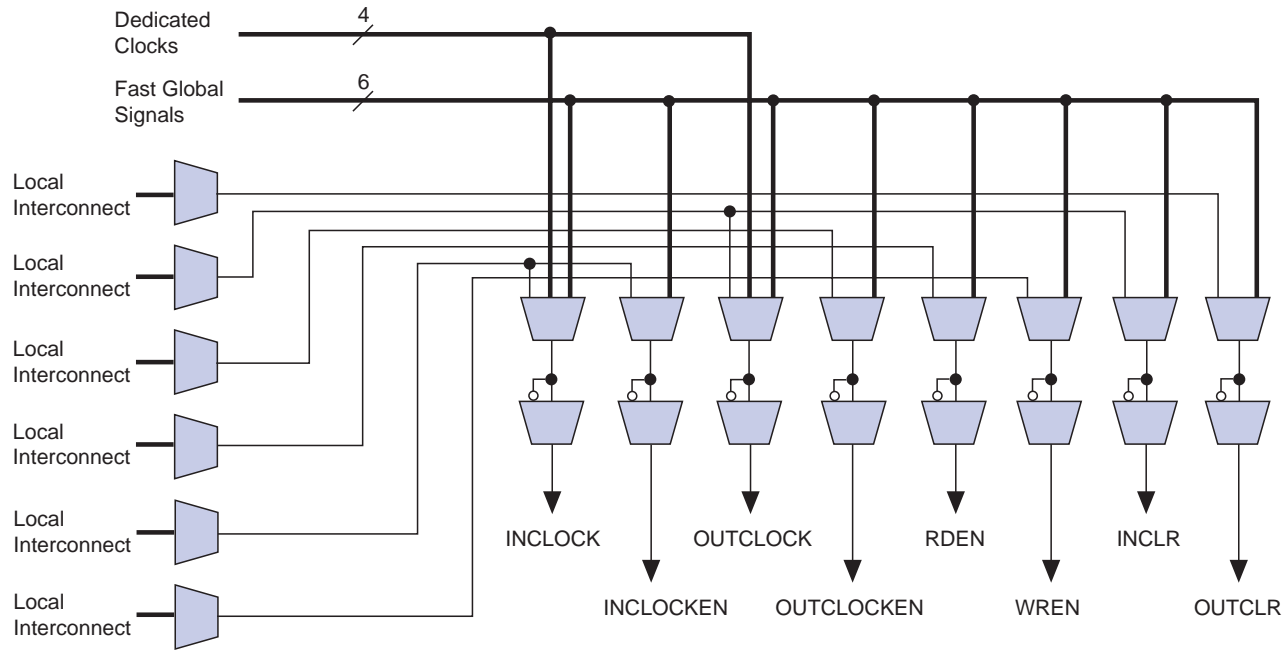 Dedicated
Clocks
4
Fast Global
Signals
6
Local
Interconnect
Local
Interconnect
Local
Interconnect
Local
Interconnect
Local
Interconnect
Local
Interconnect
INCLOCK
OUTCLOCK
RDEN
INCLR
INCLOCKEN
OUTCLOCKEN
WREN
OUTCLR